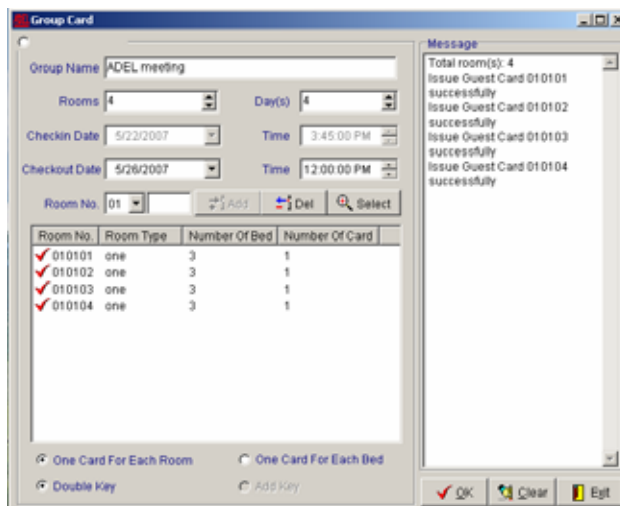 Group Card
Group Name ADEL meeting
Rooms 4 Day(s) 4
Checkin Date 5/22/2007 Time 3:45:00 PM
Checkout Date 5/26/2007 Time 12:00:00 PM
Room No. 01 Add Del Select
Room No. Room Type Number Of Bed Number Of Card
010101 one 3 1
010102 one 3 1
010103 one 3 1
010104 one 3 1
One Card For Each Room One Card For Each Bed
Double Key Add Key
Message
Total room(s): 4
Issue Guest Card 010101
successfully
Issue Guest Card 010102
successfully
Issue Guest Card 010103
successfully
Issue Guest Card 010104
successfully
OK Clear Exit